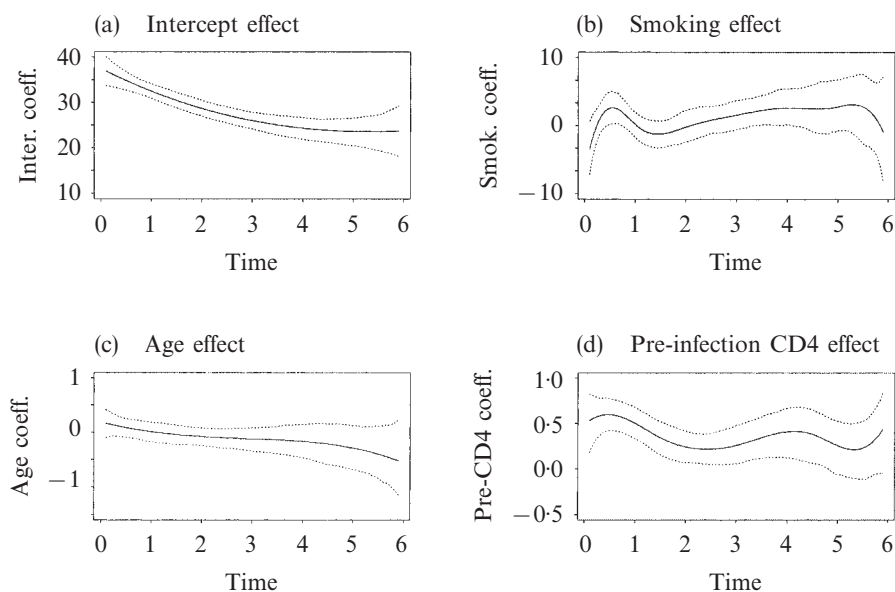 (a) Intercept effect
40
30
20
10
Inter. coeff.
0 1 2 3 4 5 6
Time
(b) Smoking effect
10
0
−10
Smok. coeff.
0 1 2 3 4 5 6
Time
(c) Age effect
1
0
−1
Age coeff.
0 1 2 3 4 5 6
Time
(d) Pre-infection CD4 effect
1·0
0·5
0·0
−0·5
Pre-CD4 coeff.
0 1 2 3 4 5 6
Time